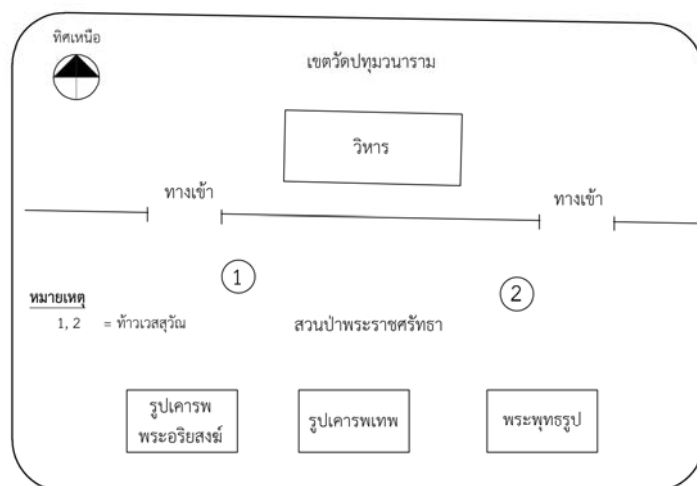 ทิศเหนือ
เขตวัดปทุมวนาราม
วิหาร
ทางเข้า
ทางเข้า
1
2
หมายเหตุ
1, 2 = ท้าวเวสสุวัณ
สวนป่าพระราชศรัทธา
รูปเคารพ
พระอริยสงฆ์
รูปเคารพเทพ
พระพุทธรูป